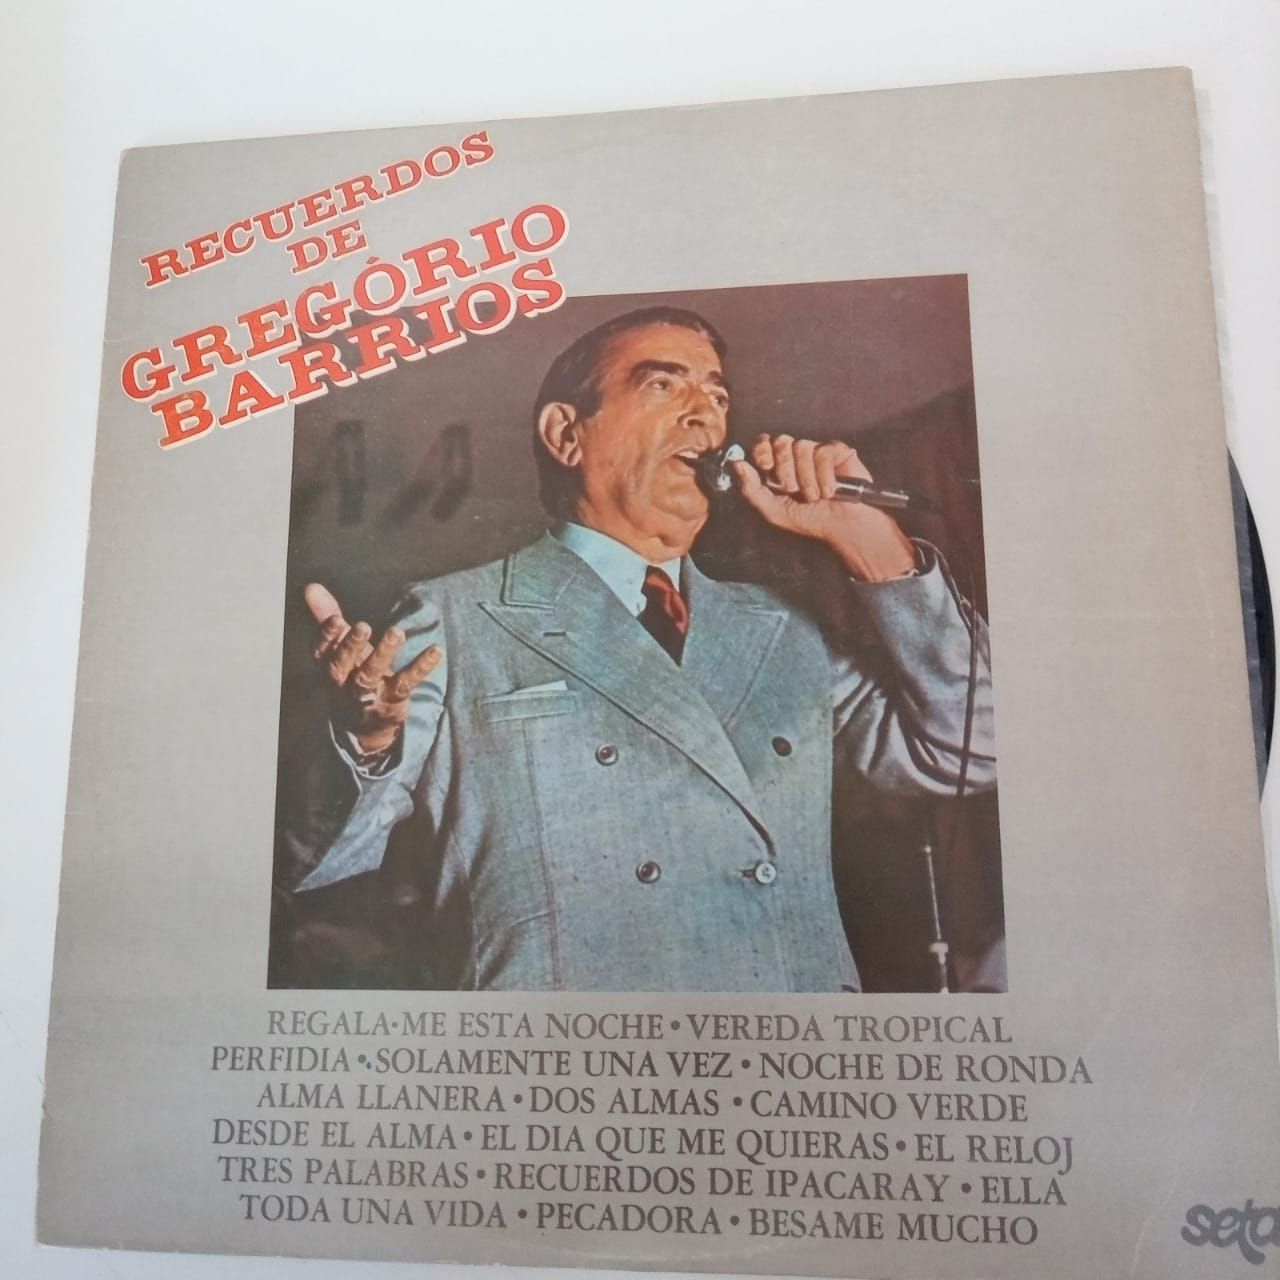 RECUERDOS
DE
GREGÓRIO
BARRIOS
REGALA•ME ESTA NOCHE•VEREDA TROPICAL
PERFIDIA•SOLAMENTE UNA VEZ•NOCHE DE RONDA
ALMA LLANERA•DOS ALMAS•CAMINO VERDE
DESDE EL ALMA•EL DIA QUE ME QUIERAS•EL RELOJ
TRES PALABRAS•RECUERDOS DE IPACARAY•ELLA
TODA UNA VIDA•PECADORA•BESAME MUCHO